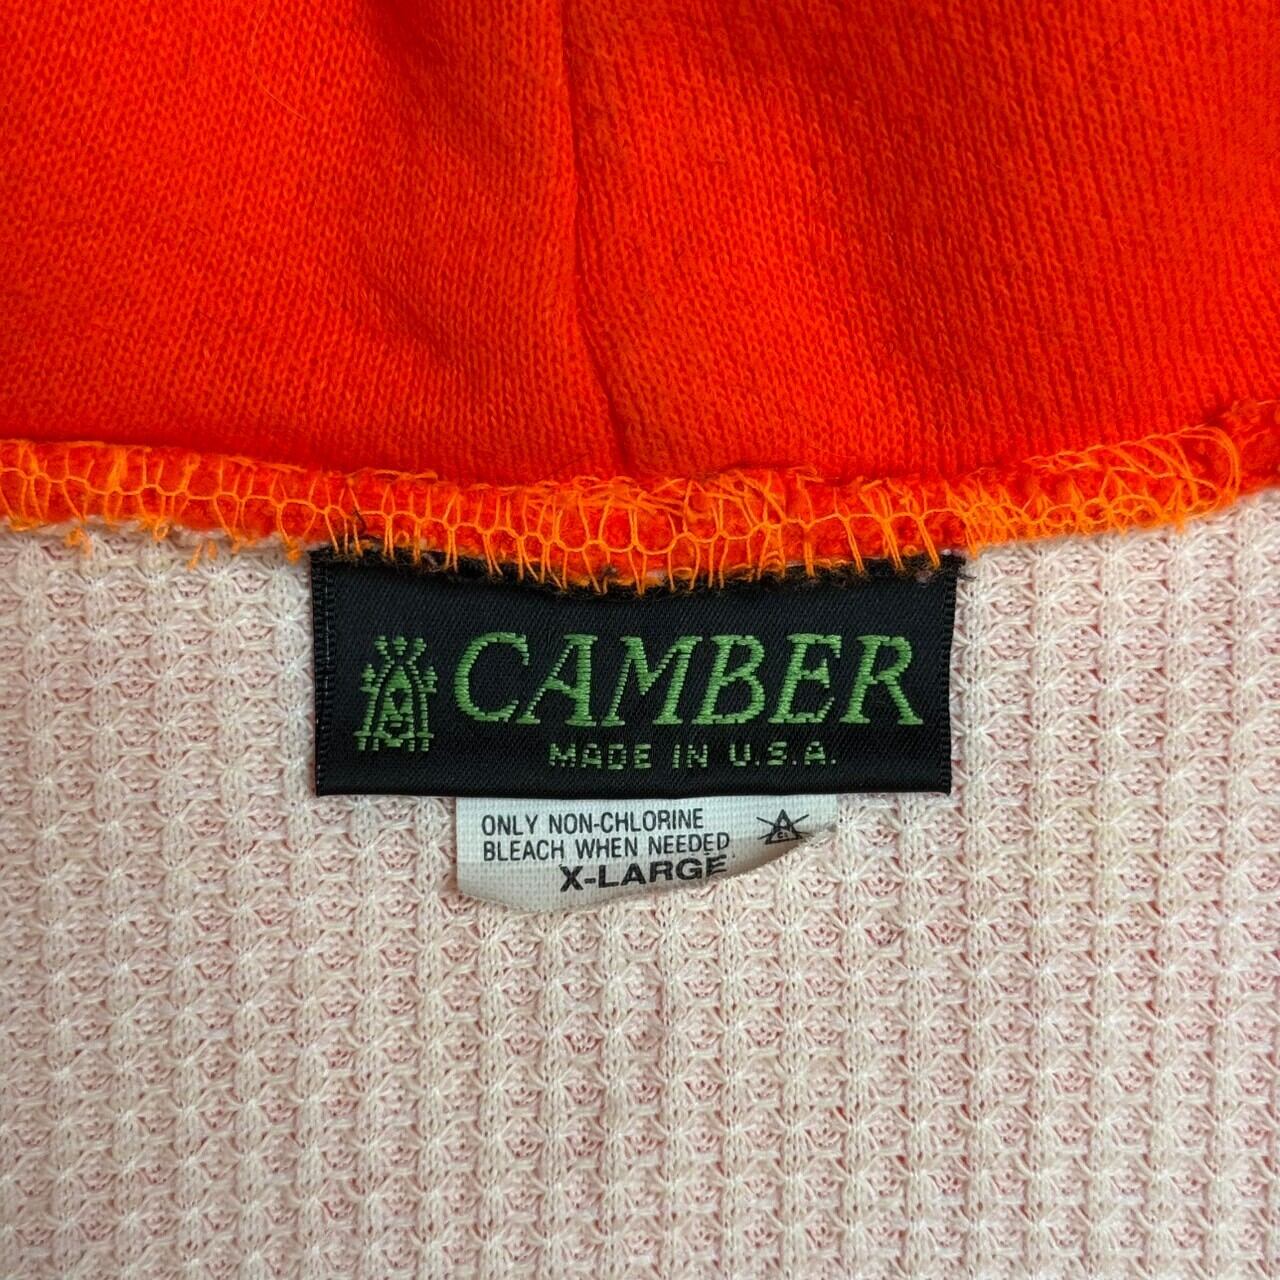 CAMBER
MADE IN U.S.A.
ONLY NON-CHLORINE
BLEACH WHEN NEEDED
X-LARGE